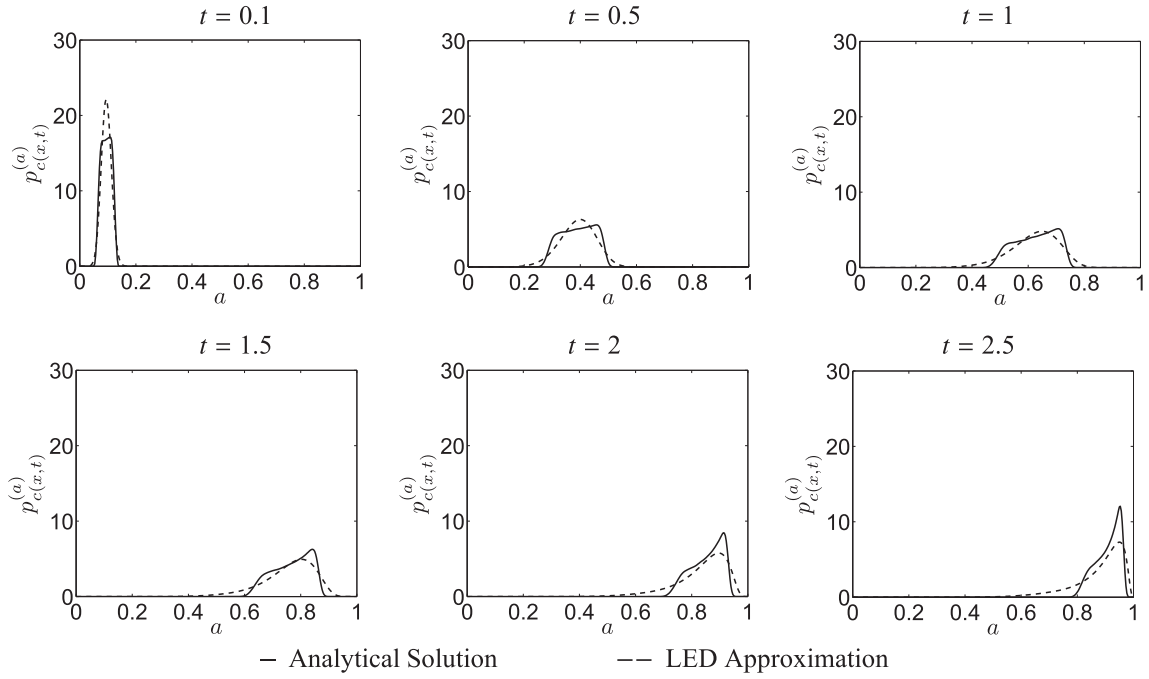 t = 0.1
t = 0.5
t = 1
30
20
10
0
p_{c(x,t)}^{(a)}
0 0.2 0.4 0.6 0.8 1
a
30
20
10
0
p_{c(x,t)}^{(a)}
0 0.2 0.4 0.6 0.8 1
a
30
20
10
0
p_{c(x,t)}^{(a)}
0 0.2 0.4 0.6 0.8 1
a
t = 1.5
t = 2
t = 2.5
30
20
10
0
p_{c(x,t)}^{(a)}
0 0.2 0.4 0.6 0.8 1
a
30
20
10
0
p_{c(x,t)}^{(a)}
0 0.2 0.4 0.6 0.8 1
a
30
20
10
0
p_{c(x,t)}^{(a)}
0 0.2 0.4 0.6 0.8 1
a
Analytical Solution
LED Approximation